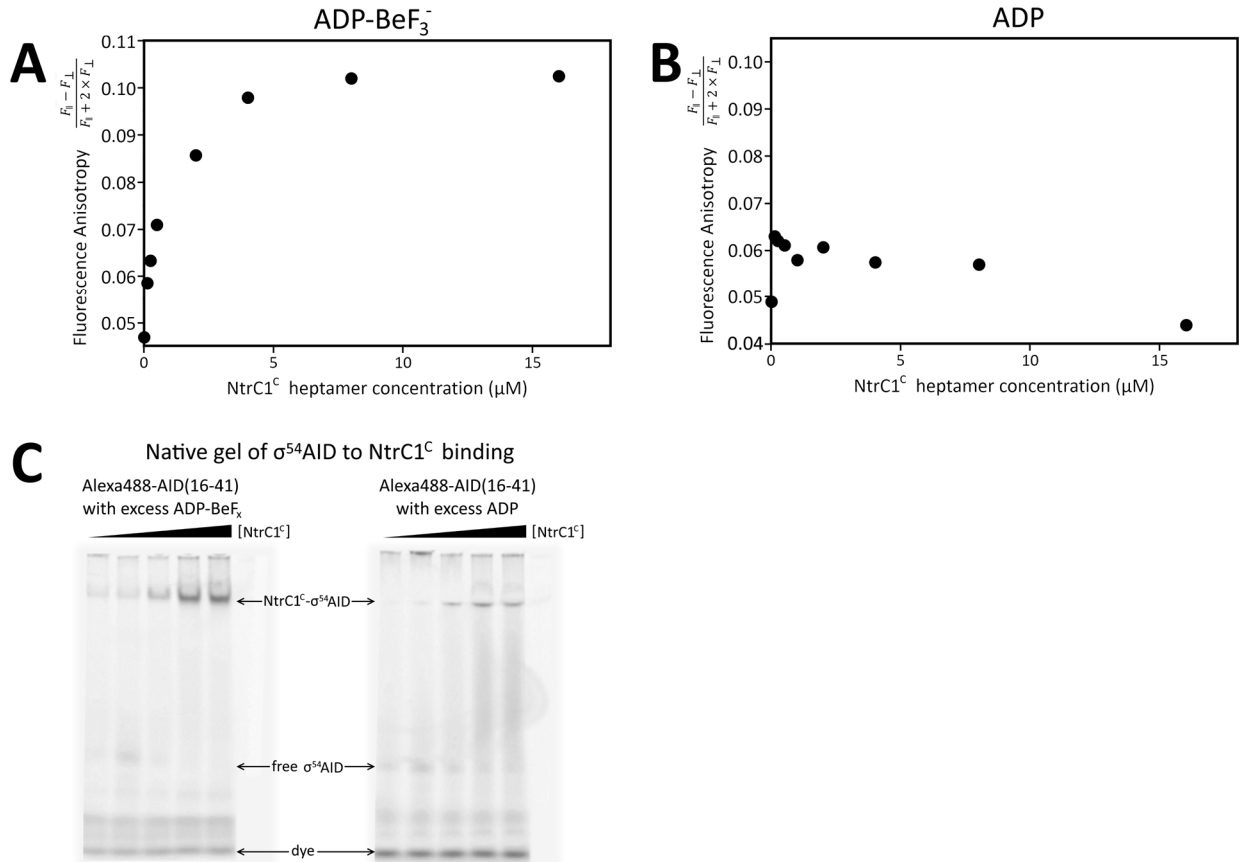 A
ADP-BeF₃⁻
F∥ − F⊥
F∥ + 2 × F⊥
Fluorescence Anisotropy
0.11
0.10
0.09
0.08
0.07
0.06
0.05
0 5 10 15
NtrC1ᶜ heptamer concentration (μM)
B
ADP
F∥ − F⊥
F∥ + 2 × F⊥
Fluorescence Anisotropy
0.10
0.09
0.08
0.07
0.06
0.05
0.04
0 5 10 15
NtrC1ᶜ heptamer concentration (μM)
C
Native gel of σ⁵⁴AID to NtrC1ᶜ binding
Alexa488-AID(16-41)
with excess ADP-BeFₓ
[NtrC1ᶜ]
Alexa488-AID(16-41)
with excess ADP
[NtrC1ᶜ]
NtrC1ᶜ-σ⁵⁴AID
free σ⁵⁴AID
dye